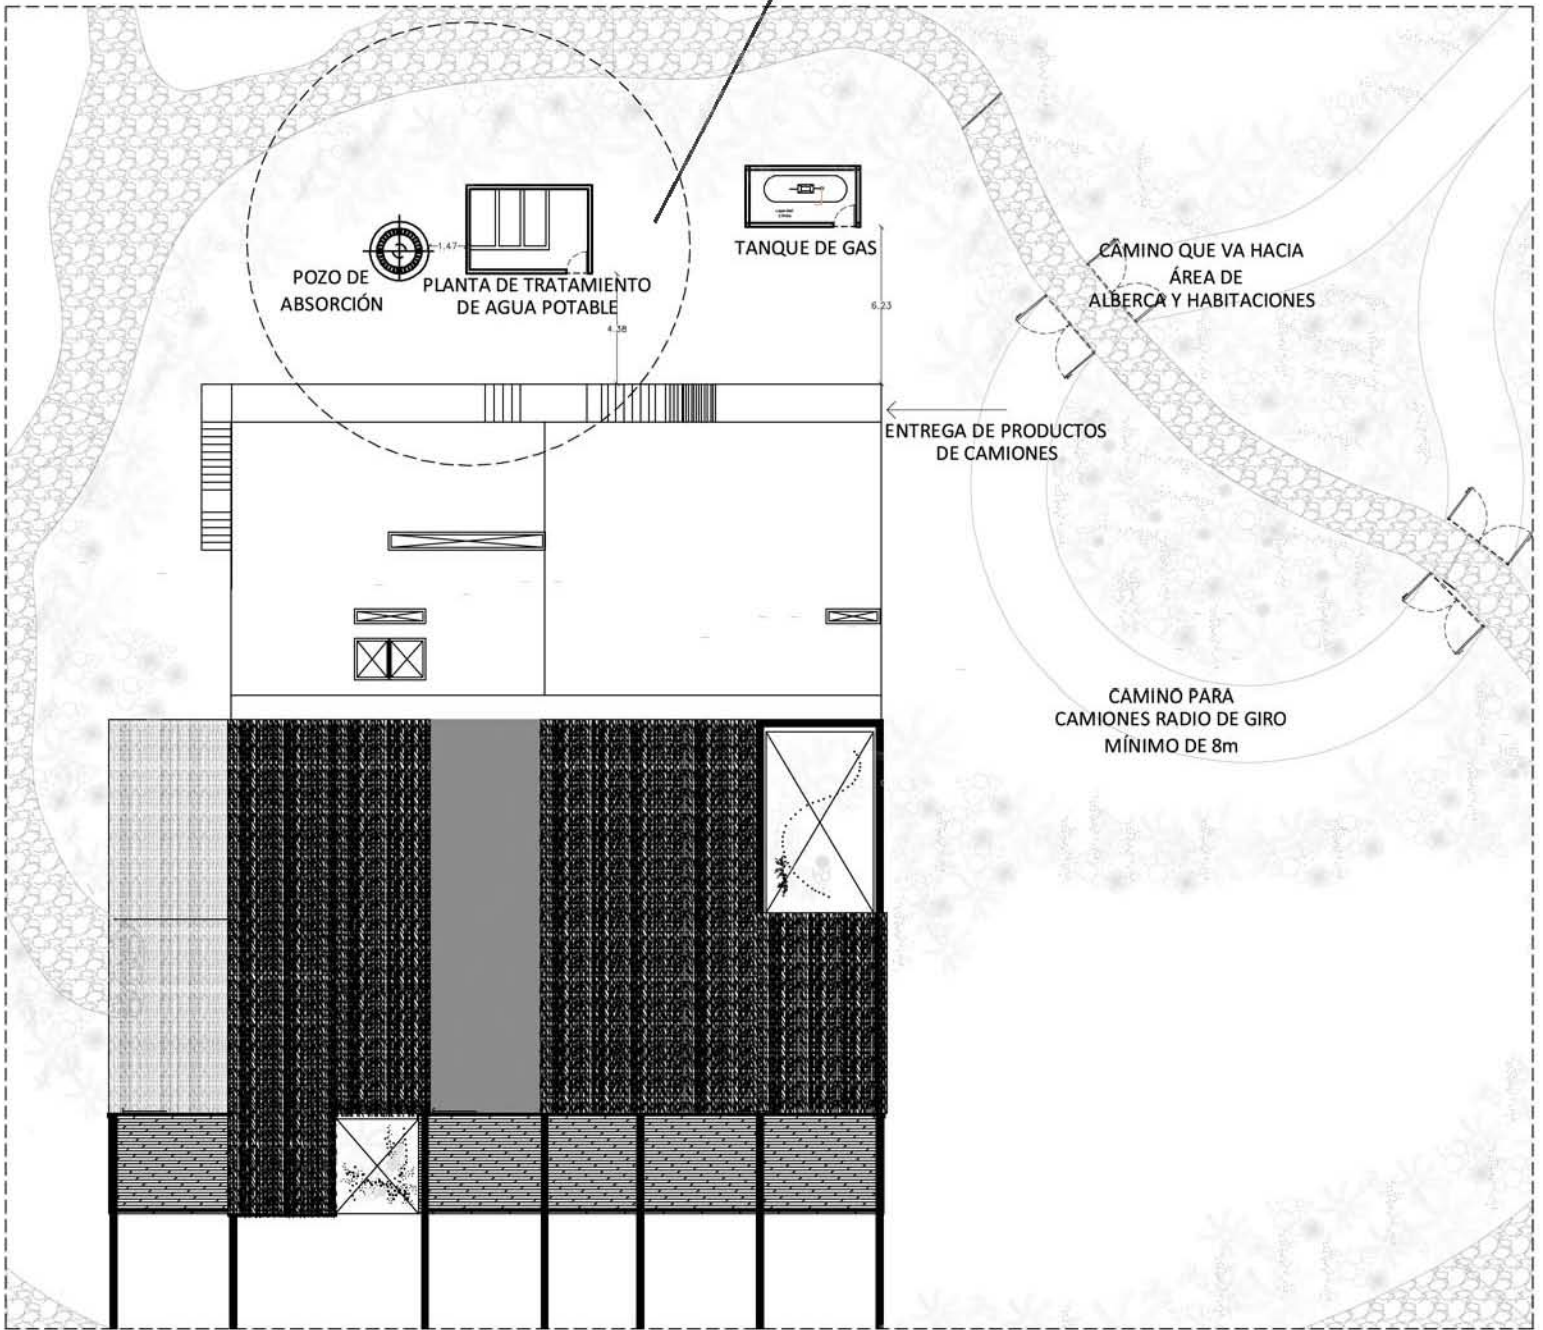 1.47
POZO DE
ABSORCIÓN
PLANTA DE TRATAMIENTO
DE AGUA POTABLE
4.38
TANQUE DE GAS
6.23
CAMINO QUE VA HACIA
ÁREA DE
ALBERCA Y HABITACIONES
ENTREGA DE PRODUCTOS
DE CAMIONES
CAMINO PARA
CAMIONES RADIO DE GIRO
MÍNIMO DE 8m